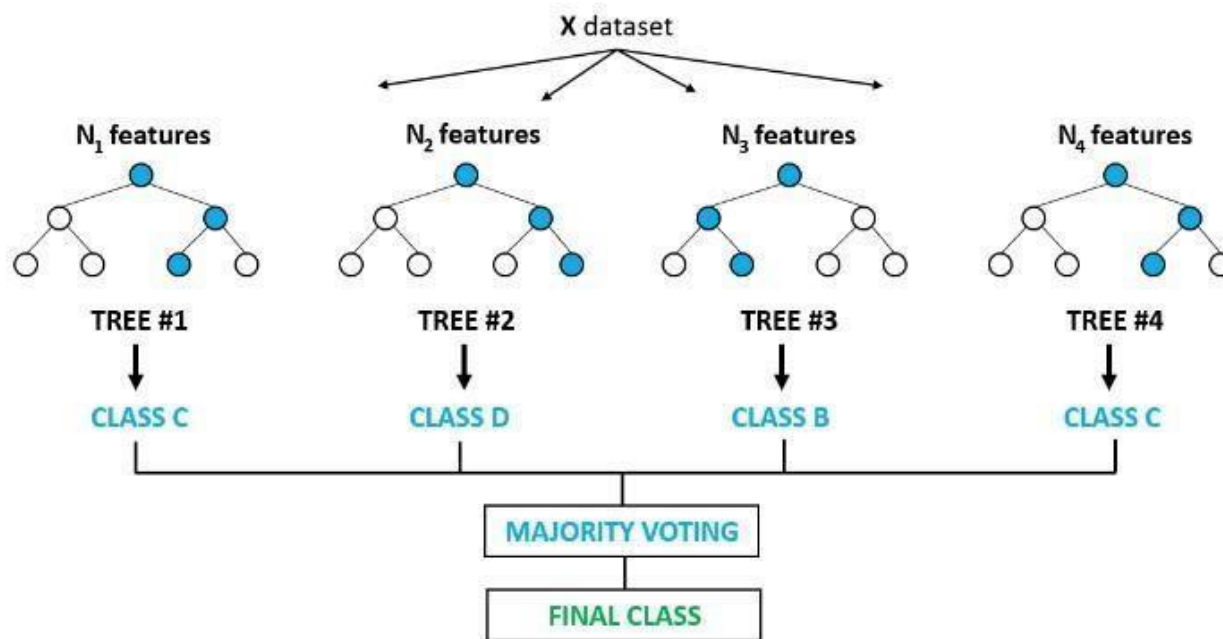 X dataset
N₁ features
N₂ features
N₃ features
N₄ features
TREE #1
TREE #2
TREE #3
TREE #4
CLASS C
CLASS D
CLASS B
CLASS C
MAJORITY VOTING
FINAL CLASS